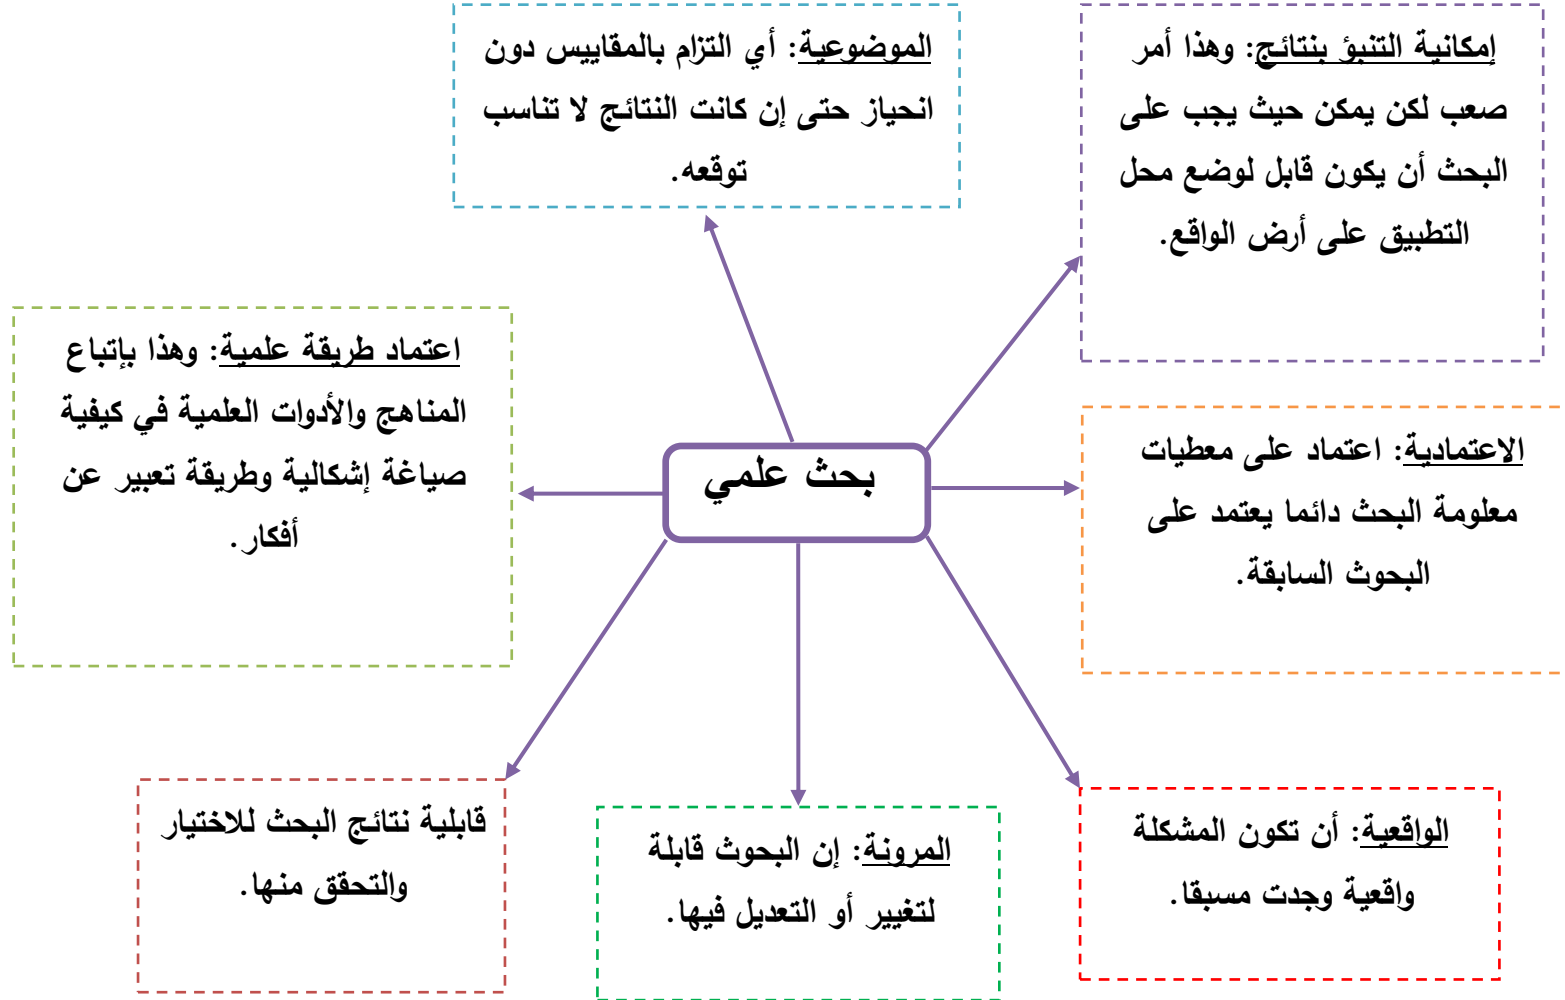 الموضوعية: أي التزام بالمقاييس دون
انحياز حتى إن كانت النتائج لا تناسب
توقعه.
إمكانية التنبؤ بنتائج: وهذا أمر
صعب لكن يمكن حيث يجب على
البحث أن يكون قابل لوضع محل
التطبيق على أرض الواقع.
اعتماد طريقة علمية: وهذا بإتباع
المناهج والأدوات العلمية في كيفية
صياغة إشكالية وطريقة تعبير عن
أفكار.
بحث علمي
الاعتمادية: اعتماد على معطيات
معلومة البحث دائما يعتمد على
البحوث السابقة.
قابلية نتائج البحث للاختيار
والتحقق منها.
المرونة: إن البحوث قابلة
لتغيير أو التعديل فيها.
الواقعية: أن تكون المشكلة
واقعية وجدت مسبقا.